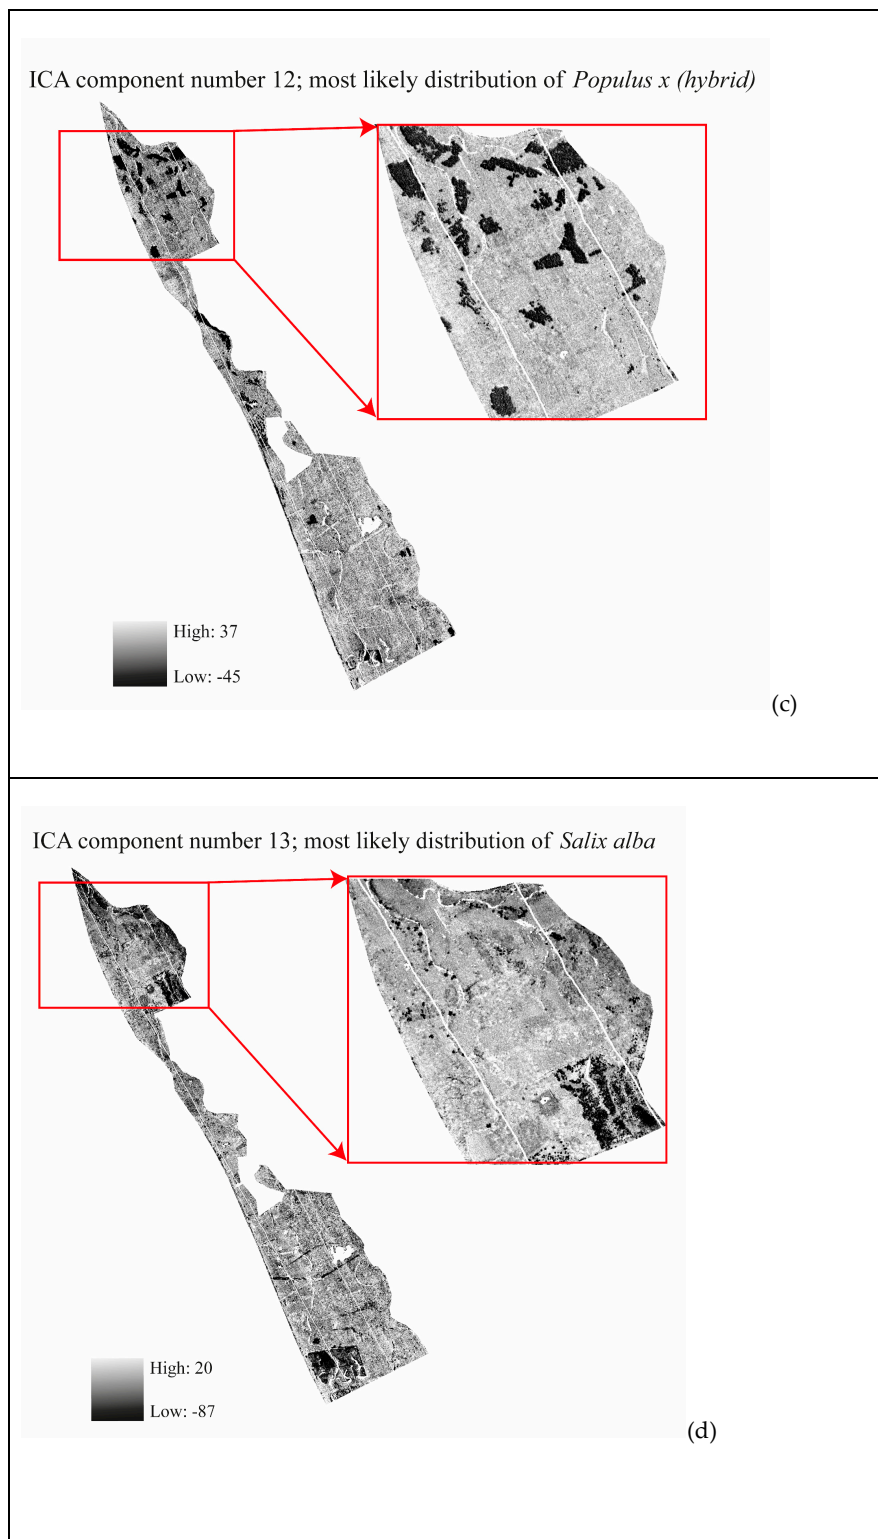 ICA component number 12; most likely distribution of Populus x (hybrid)
High: 37
Low: -45
(c)
ICA component number 13; most likely distribution of Salix alba
High: 20
Low: -87
(d)